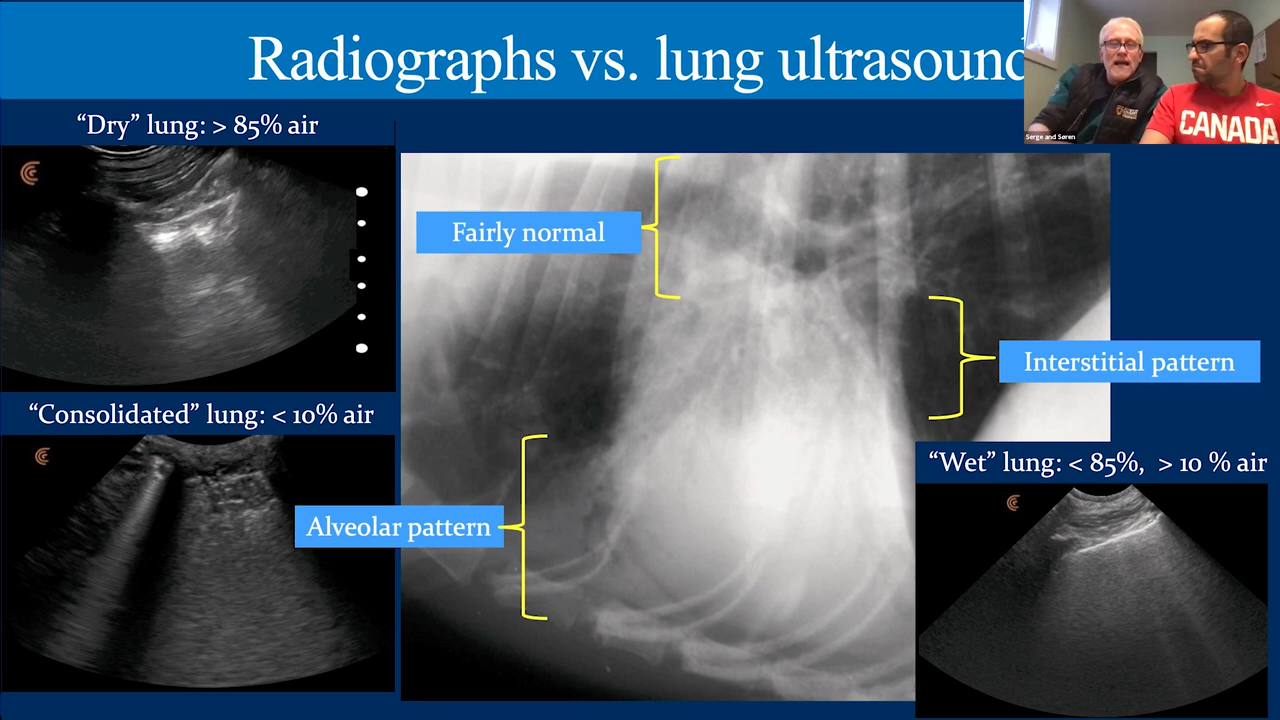 Radiographs vs. lung ultrasound
Serge and Søren
CANADA
“Dry” lung: > 85% air
Fairly normal
Interstitial pattern
“Consolidated” lung: < 10% air
“Wet” lung: < 85%, > 10 % air
Alveolar pattern